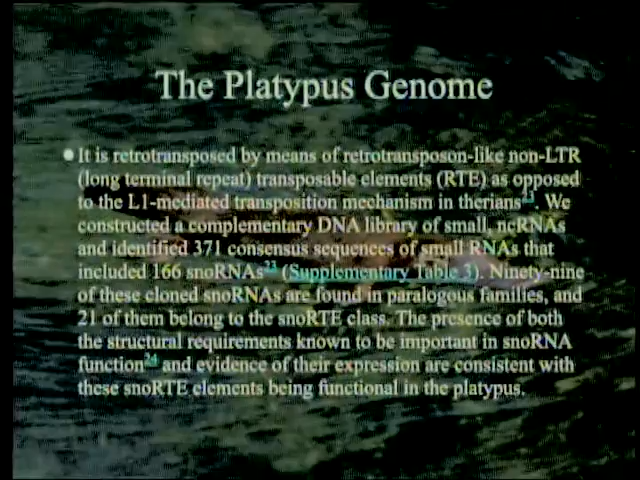 The Platypus Genome
It is retrotransposed by means of retrotransposon-like non-LTR
(long terminal repeat) transposable elements (RTE) as opposed
to the L1-mediated transposition mechanism in therians23. We
constructed a complementary DNA library of small, ncRNAs
and identified 371 consensus sequences of small RNAs that
included 166 snoRNAs23 (Supplementary Table 3). Ninety-nine
of these cloned snoRNAs are found in paralogous families, and
21 of them belong to the snoRTE class. The presence of both
the structural requirements known to be important in snoRNA
function24 and evidence of their expression are consistent with
these snoRTE elements being functional in the platypus.